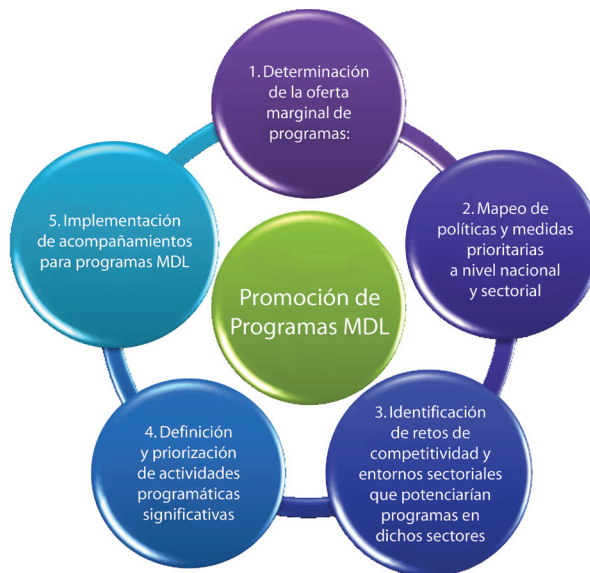 1. Determinación
de la oferta
marginal de
programas:
2. Mapeo de
políticas y medidas
prioritarias
a nivel nacional
y sectorial
3. Identificación
de retos de
competitividad y
entornos sectoriales
que potenciarían
programas en
dichos sectores
4. Definición
y priorización
de actividades
programáticas
significativas
5. Implementación
de acompañamientos
para programas MDL
Promoción de
Programas MDL